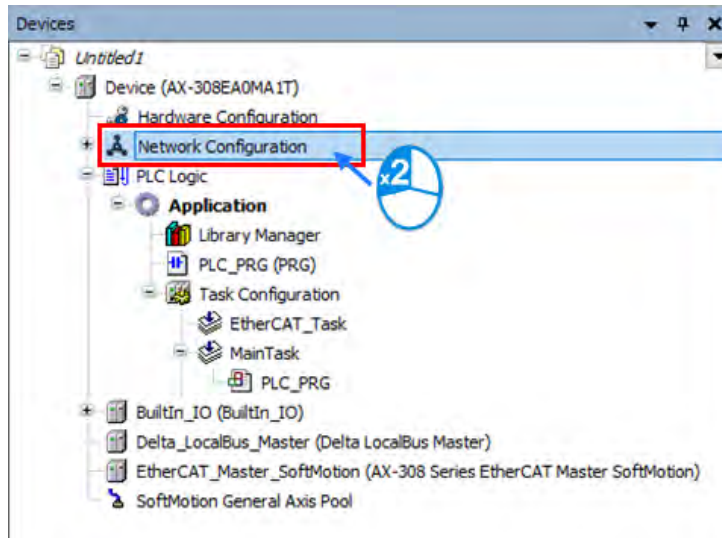 Devices
Untitled1
Device (AX-308EA0MA1T)
Hardware Configuration
Network Configuration
x2
PLC Logic
Application
Library Manager
PLC_PRG (PRG)
Task Configuration
EtherCAT_Task
MainTask
PLC_PRG
BuiltIn_IO (BuiltIn_IO)
Delta_LocalBus_Master (Delta LocalBus Master)
EtherCAT_Master_SoftMotion (AX-308 Series EtherCAT Master SoftMotion)
SoftMotion General Axis Pool